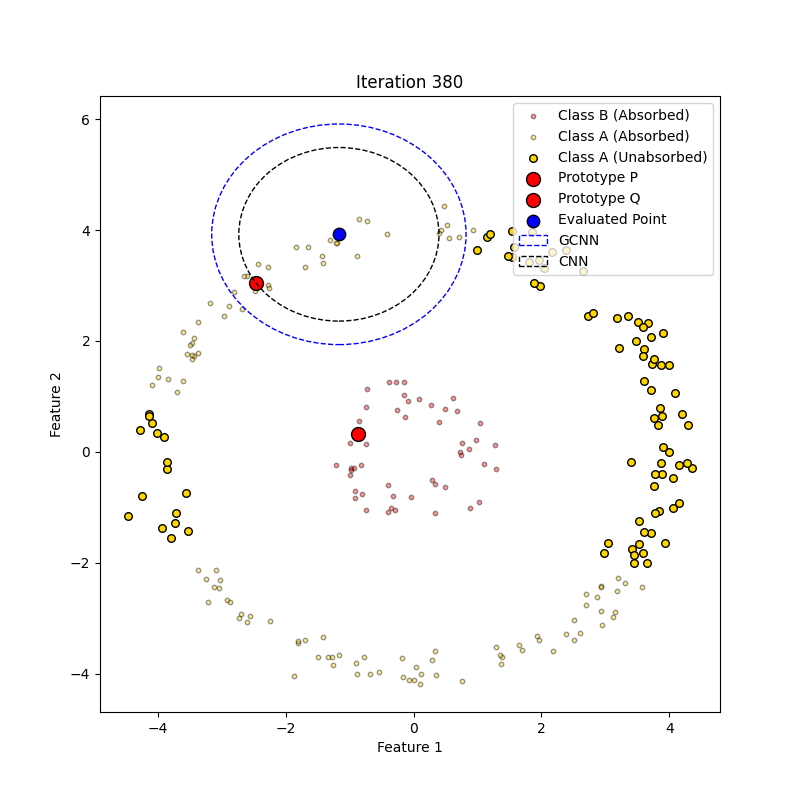 Iteration 380
Class B (Absorbed)
Class A (Absorbed)
Class A (Unabsorbed)
Prototype P
Prototype Q
Evaluated Point
GCNN
CNN
Feature 2
6
4
2
0
−2
−4
−4
−2
0
2
4
Feature 1